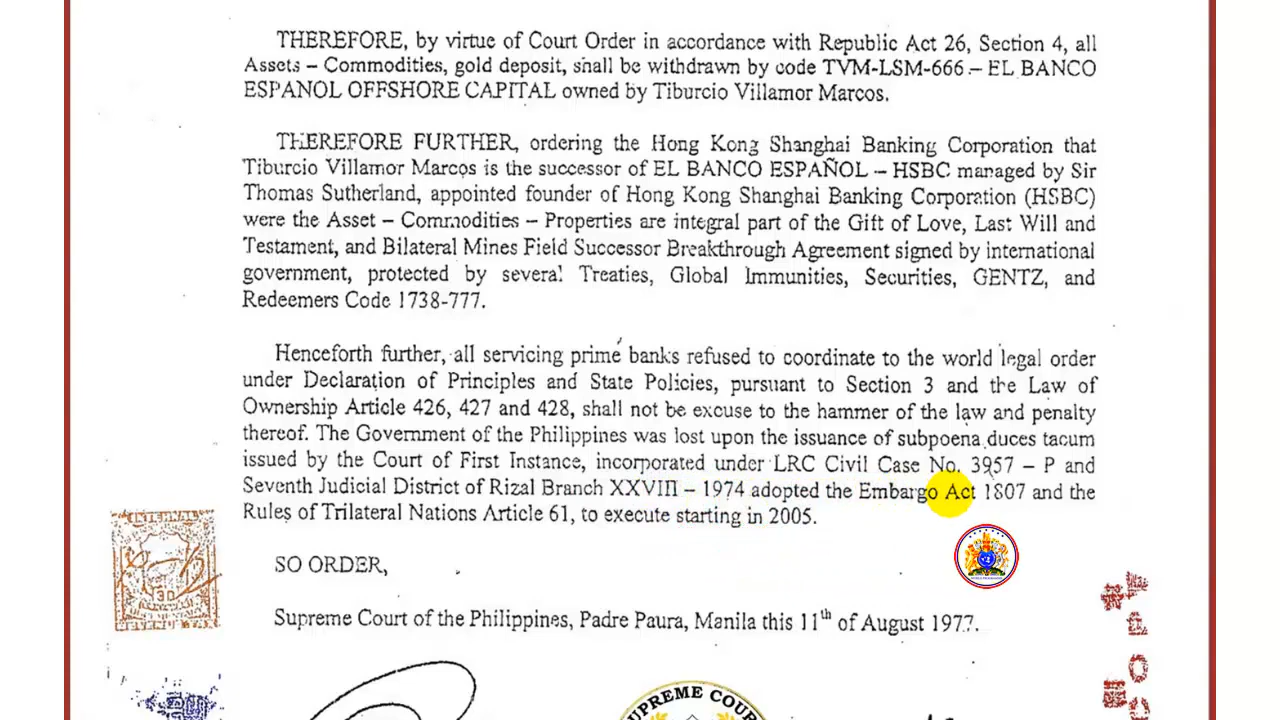 THEREFORE, by virtue of Court Order in accordance with Republic Act 26, Section 4, all
Assets – Commodities, gold deposit, shall be withdrawn by code TVM-LSM-666 – EL BANCO
ESPANOL OFFSHORE CAPITAL owned by Tiburcio Villamor Marcos.
THEREFORE FURTHER, ordering the Hong Kong Shanghai Banking Corporation that
Tiburcio Villamor Marcos is the successor of EL BANCO ESPAÑOL – HSBC managed by Sir
Thomas Sutherland, appointed founder of Hong Kong Shanghai Banking Corporation (HSBC)
were the Asset – Commodities – Properties are integral part of the Gift of Love, Last Will and
Testament, and Bilateral Mines Field Successor Breakthrough Agreement signed by international
government, protected by several Treaties, Global Immunities, Securities, GENTZ, and
Redeemers Code 1738-777.
Henceforth further, all servicing prime banks refused to coordinate to the world legal order
under Declaration of Principles and State Policies, pursuant to Section 3 and the Law of
Ownership Article 426, 427 and 428, shall not be excuse to the hammer of the law and penalty
thereof. The Government of the Philippines was lost upon the issuance of subpoena duces tacum
issued by the Court of First Instance, incorporated under LRC Civil Case No. 3957 – P and
Seventh Judicial District of Rizal Branch XXVIII – 1974 adopted the Embargo Act 1807 and the
Rules of Trilateral Nations Article 61, to execute starting in 2005.
INTERNAL
30
SO ORDER,
Supreme Court of the Philippines, Padre Paura, Manila this 11th of August 1977.
SUPREME COUR